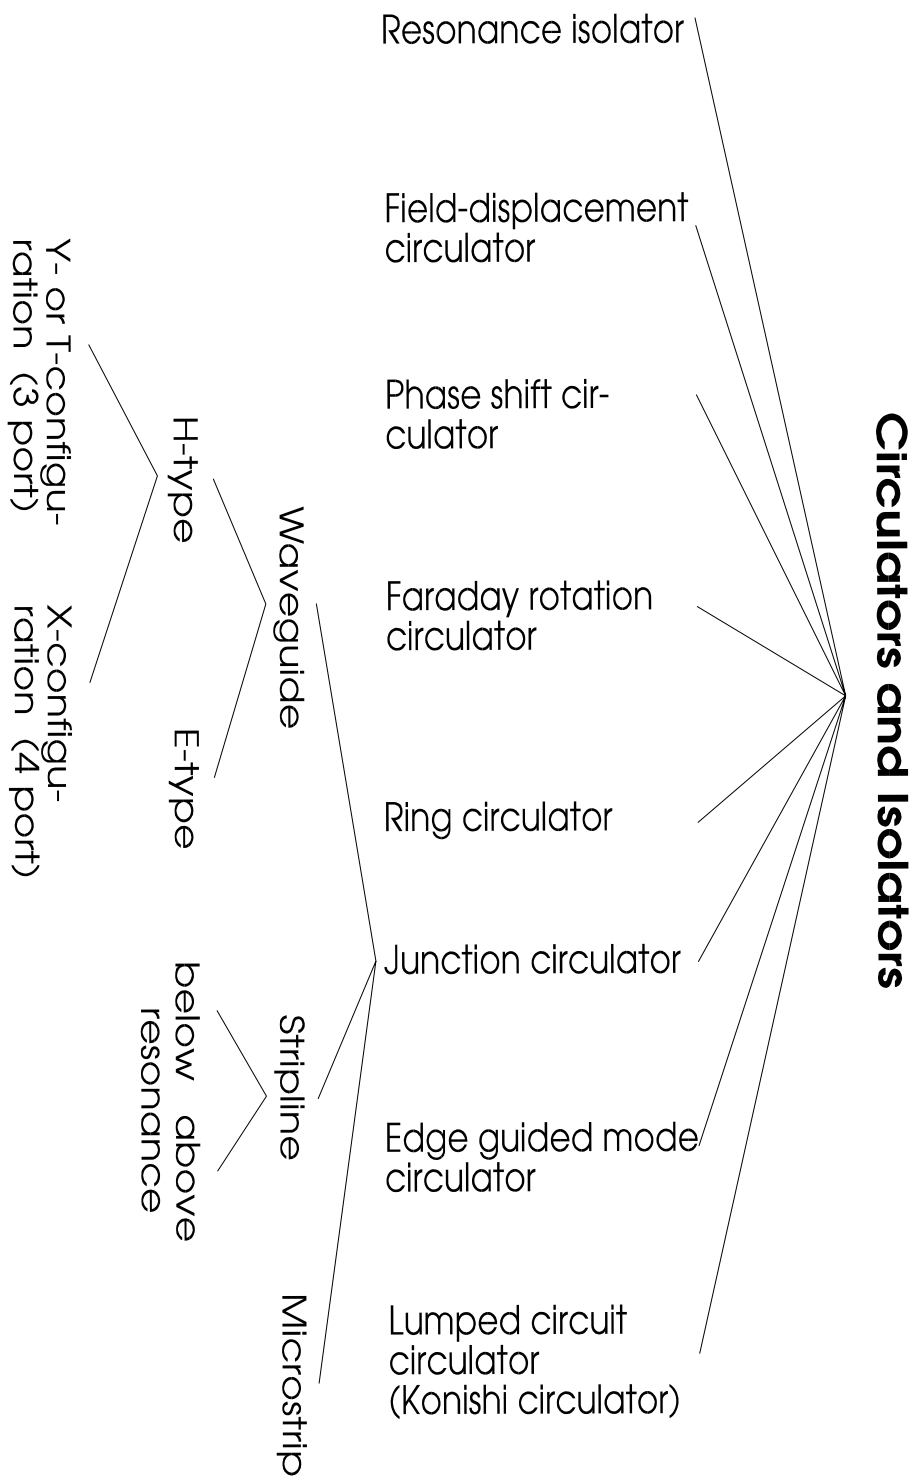 Circulators and Isolators
Resonance isolator
Field-displacement
circulator
Phase shift cir-
culator
Faraday rotation
circulator
Ring circulator
Junction circulator
Edge guided mode
circulator
Lumped circuit
circulator
(Konishi circulator)
Waveguide
Stripline
Microstrip
H-type
E-type
below above
resonance
Y- or T-configu-
ration (3 port)
X-configu-
ration (4 port)